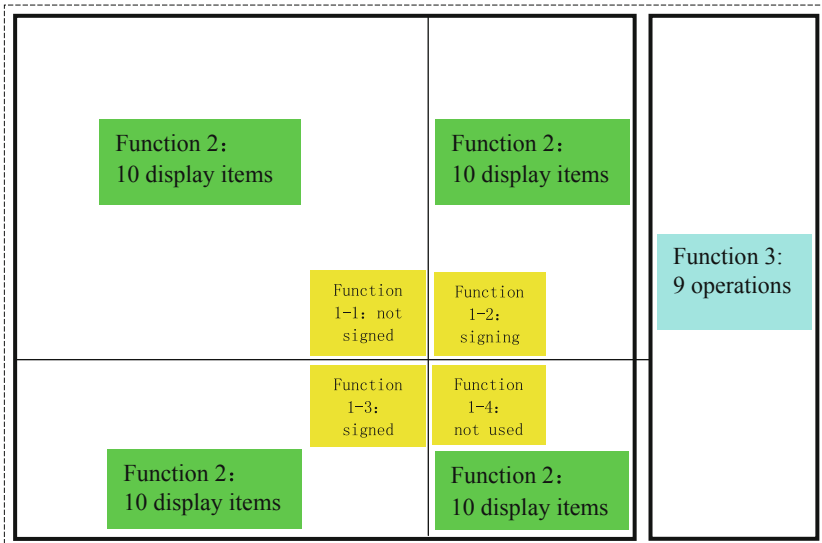 Function 2：
10 display items
Function 2：
10 display items
Function 3:
9 operations
Function
1-1: not
signed
Function
1-2:
signing
Function
1-3:
signed
Function
1-4:
not used
Function 2：
10 display items
Function 2：
10 display items